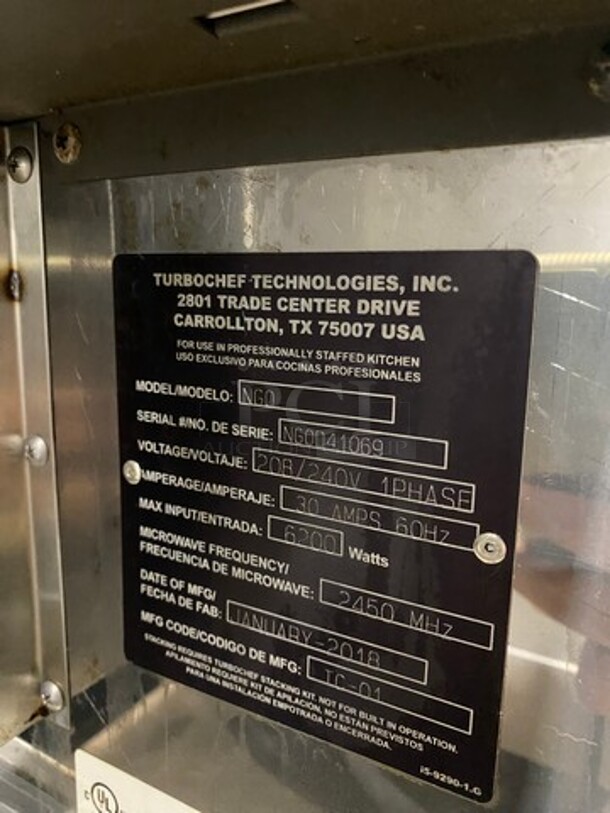 TURBOCHEF TECHNOLOGIES, INC.
2801 TRADE CENTER DRIVE
CARROLLTON, TX 75007 USA
FOR USE IN PROFESSIONALLY STAFFED KITCHEN
USO EXCLUSIVO PARA COCINAS PROFESIONALES
MODEL/MODELO: NGO
SERIAL #/NO. DE SERIE: NGOD41069
VOLTAGE/VOLTAJE: 208/240V 1PHASE
AMPERAGE/AMPERAJE: 30 AMPS 60Hz
MAX INPUT/ENTRADA: 6200 Watts
MICROWAVE FREQUENCY/
FRECUENCIA DE MICROWAVE: 2450 MHz
DATE OF MFG/
FECHA DE FAB: JANUARY-2018
MFG CODE/CODIGO DE MFG: TC-01
STACKING REQUIRES TURBOCHEF STACKING KIT. NOT FOR BUILT IN OPERATION.
APILAMIENTO REQUIERE KIT DE APILACION, NO ESTÁN PREVISTOS
PARA UNA INSTALACIÓN EMPOTRADA O ENCERRADA.
i5-9290-1.G
C UL